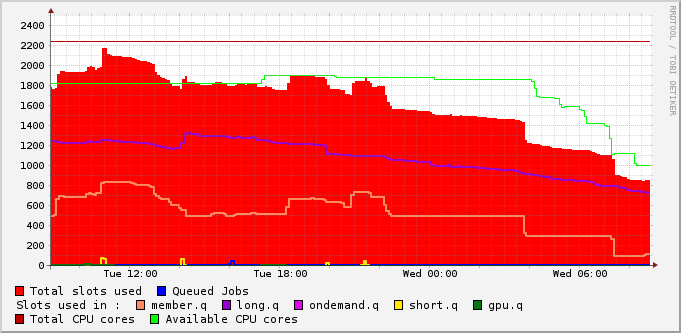 2400
2200
2000
1800
1600
1400
1200
1000
800
600
400
200
0
Tue 12:00 Tue 18:00 Wed 00:00 Wed 06:00
Total slots used Queued Jobs
Slots used in : member.q long.q ondemand.q short.q gpu.q
Total CPU cores Available CPU cores
RRDTOOL / TOBI OETIKER